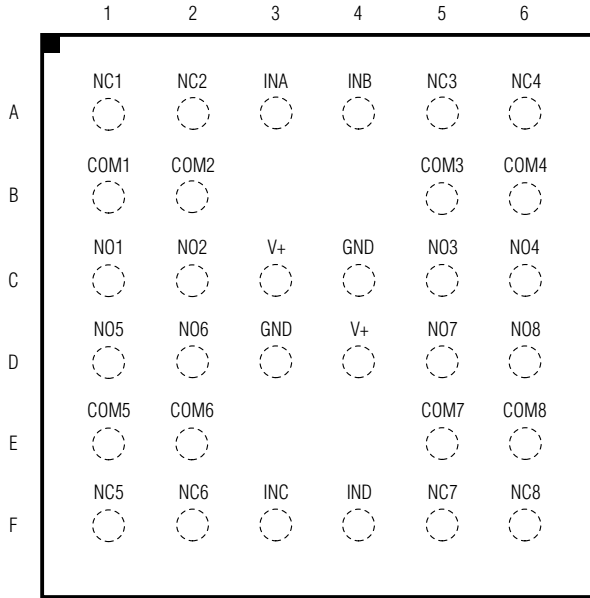 1 2 3 4 5 6
NC1 NC2 INA INB NC3 NC4
A
COM1 COM2 COM3 COM4
B
NO1 NO2 V+ GND NO3 NO4
C
NO5 NO6 GND V+ NO7 NO8
D
COM5 COM6 COM7 COM8
E
NC5 NC6 INC IND NC7 NC8
F